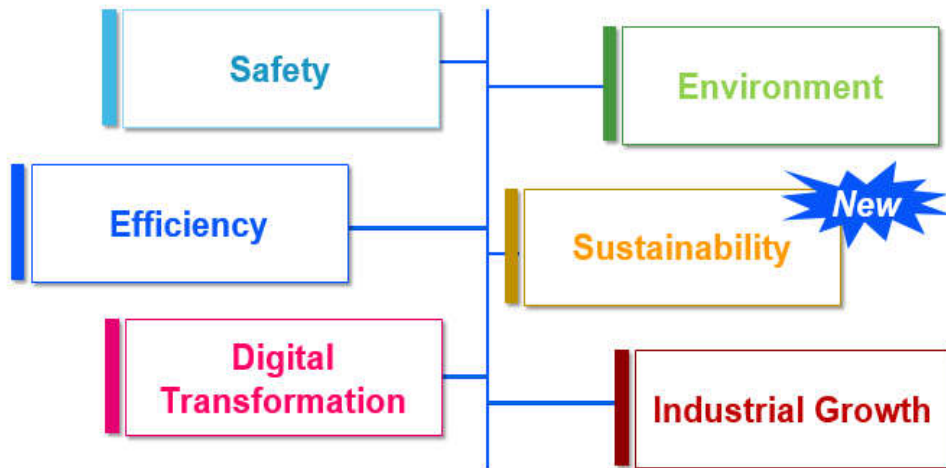 Safety
Environment
New
Efficiency
Sustainability
Digital
Transformation
Industrial Growth